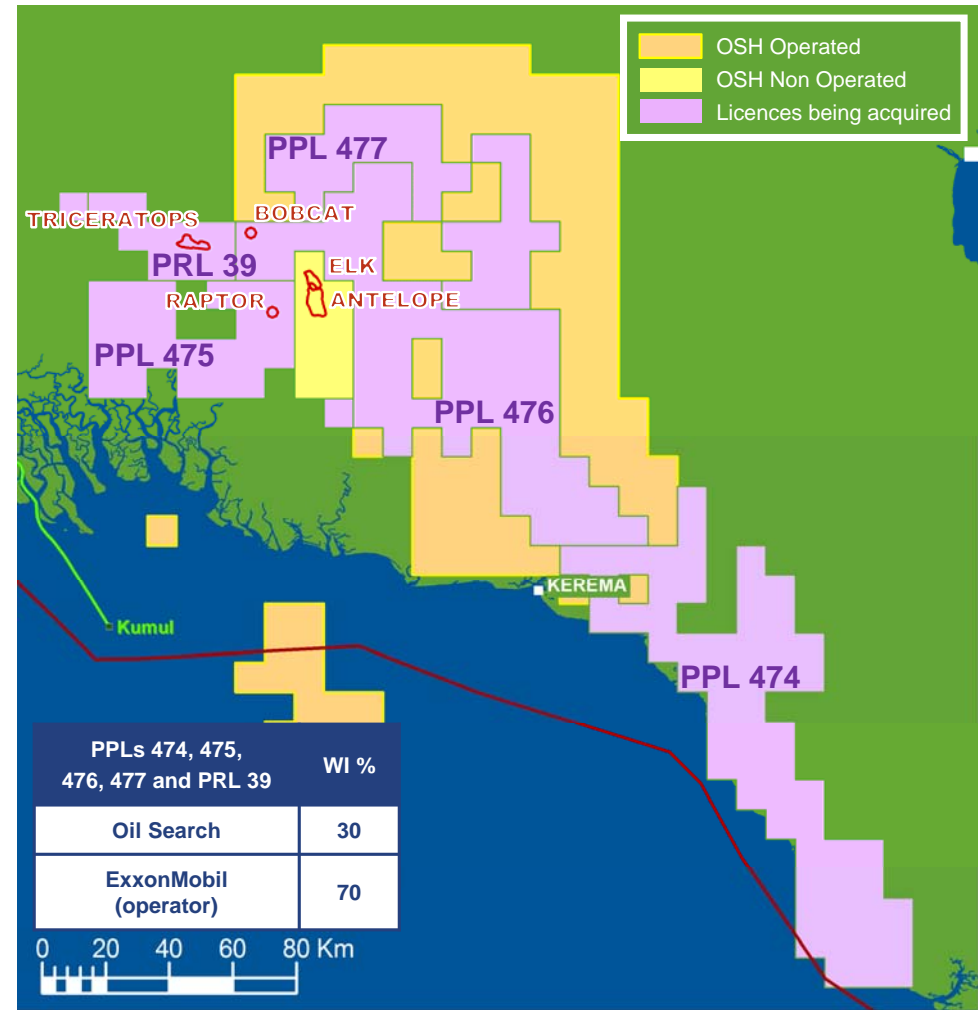 OSH Operated
OSH Non Operated
Licences being acquired
PPL 477
TRICERATOPS
BOBCAT
PRL 39
ELK
RAPTOR
ANTELOPE
PPL 475
PPL 476
KEREMA
Kumul
PPL 474
PPLs 474, 475,
476, 477 and PRL 39
WI %
Oil Search
30
ExxonMobil
(operator)
70
0 20 40 60 80 Km